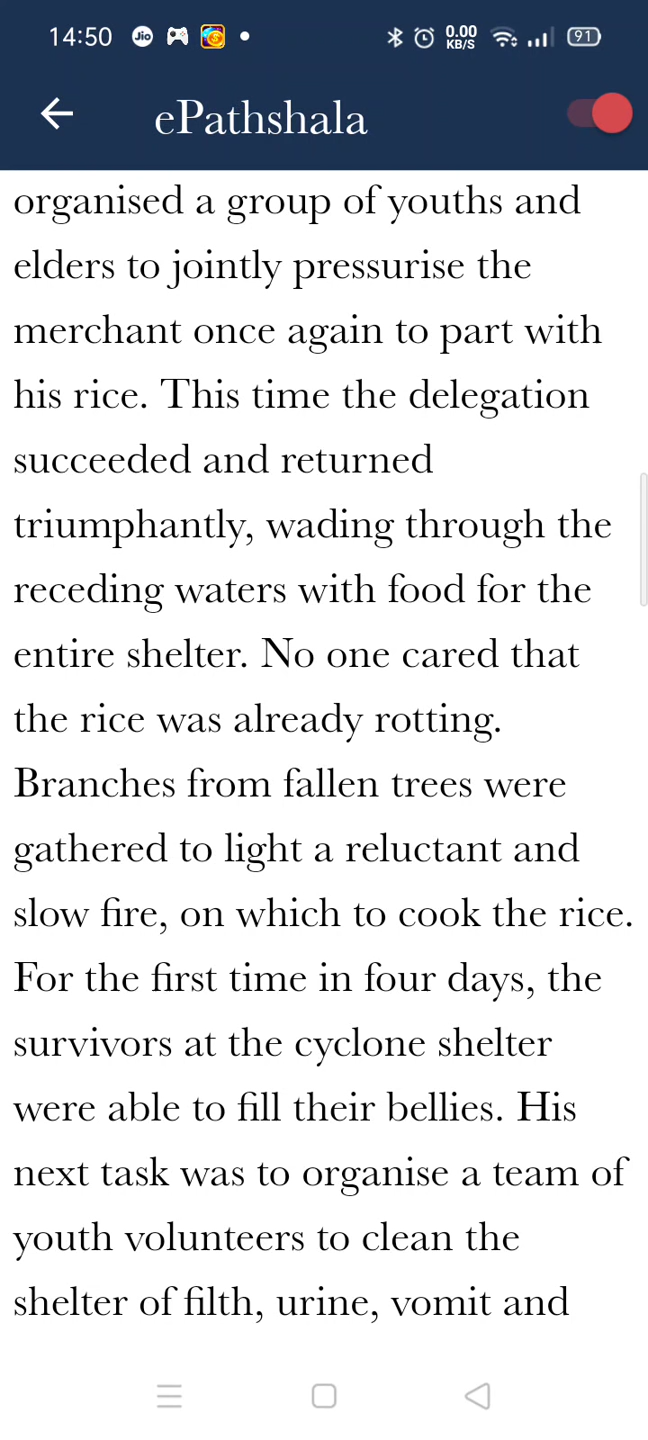 14:50 Jio 0.00 KB/S 91
ePathshala
organised a group of youths and
elders to jointly pressurise the
merchant once again to part with
his rice. This time the delegation
succeeded and returned
triumphantly, wading through the
receding waters with food for the
entire shelter. No one cared that
the rice was already rotting.
Branches from fallen trees were
gathered to light a reluctant and
slow fire, on which to cook the rice.
For the first time in four days, the
survivors at the cyclone shelter
were able to fill their bellies. His
next task was to organise a team of
youth volunteers to clean the
shelter of filth, urine, vomit and